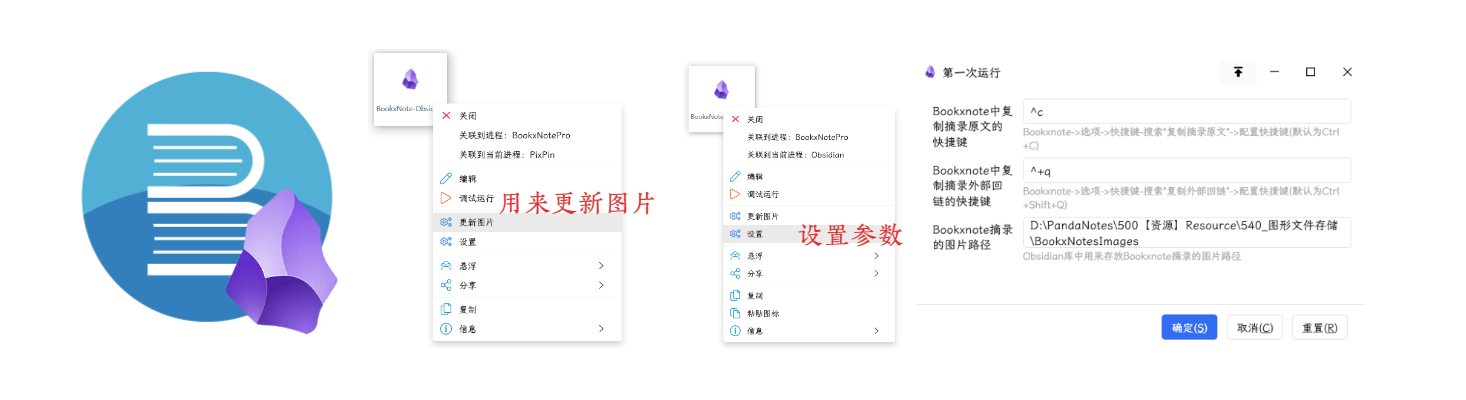 BookxNote-Obsid
关闭
关联到进程：BookxNotePro
关联到当前进程：PixPin
编辑
调试运行
用来更新图片
更新图片
设置
悬浮
分享
复制
信息
BookxNote
关闭
关联到进程：BookxNotePro
关联到当前进程：Obsidian
编辑
调试运行
更新图片
设置
设置参数
悬浮
分享
复制
粘贴图标
信息
第一次运行
Bookxnote中复制摘录原文的快捷键
^c
Bookxnote->选项->快捷键-搜索"复制摘录原文"->配置快捷键(默认为Ctrl
+C)
Bookxnote中复制摘录外部回链的快捷键
^+q
Bookxnote->选项->快捷键-搜索"复制外部回链"->配置快捷键(默认为Ctrl
+Shift+Q)
Bookxnote摘录的图片路径
D:\PandaNotes\500【资源】Resource\540_图形文件存储
\BookxNotesImages
Obsidian库中用来存放Bookxnote摘录的图片路径
确定(S)
取消(C)
重置(R)